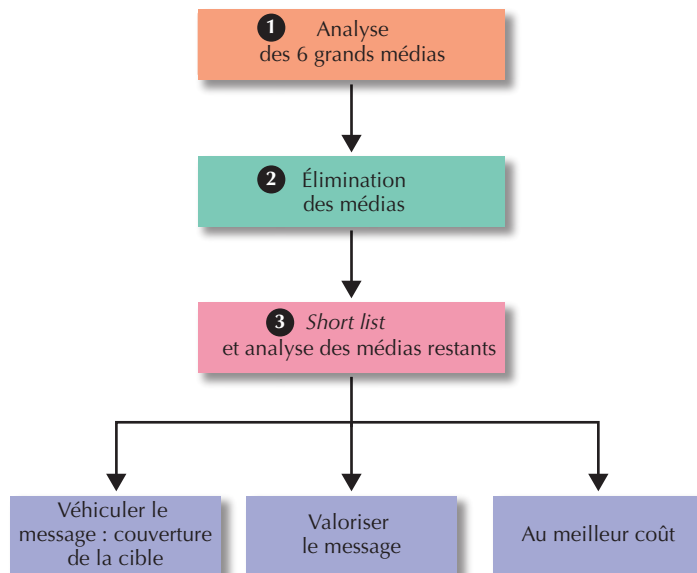 1 Analyse
des 6 grands médias
2 Élimination
des médias
3 Short list
et analyse des médias restants
Véhiculer le
message : couverture
de la cible
Valoriser
le message
Au meilleur coût